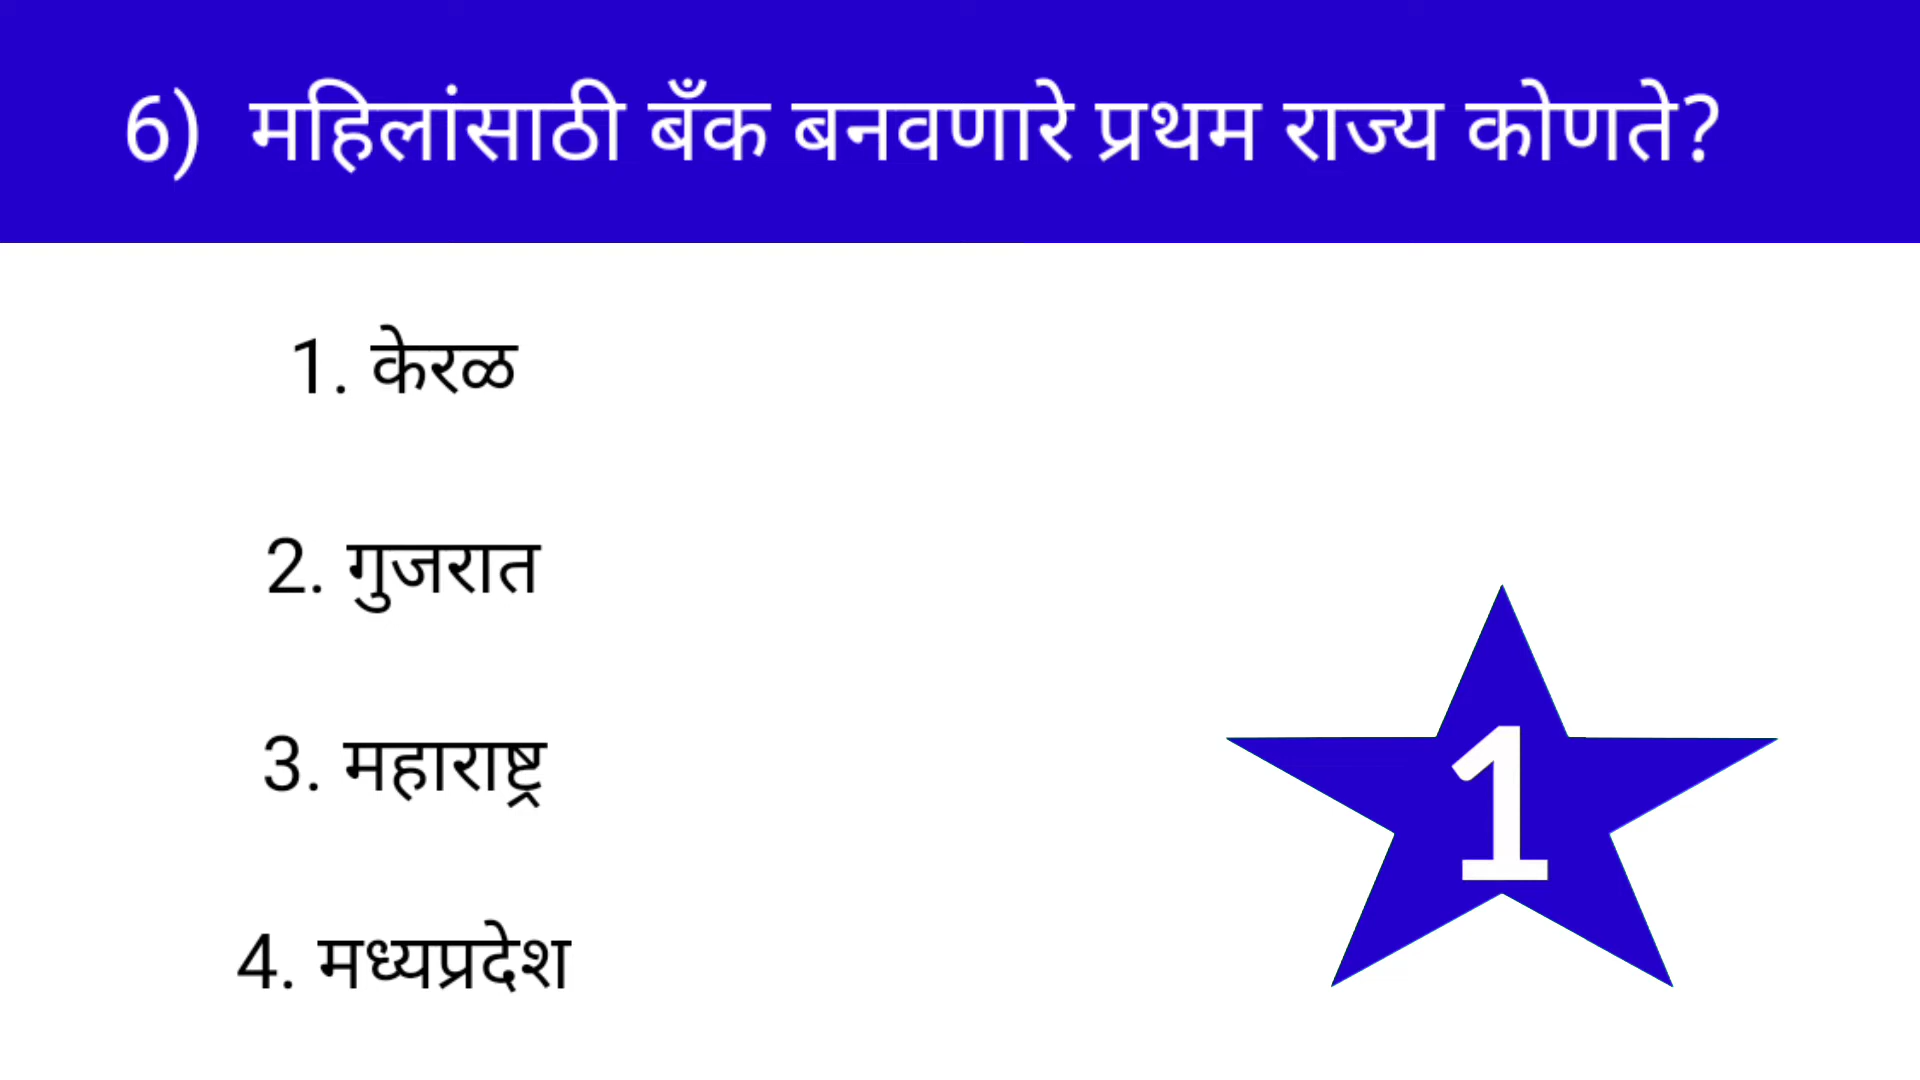 6) महिलांसाठी बँक बनवणारे प्रथम राज्य कोणते?
1. केरळ
2. गुजरात
3. महाराष्ट्र
4. मध्यप्रदेश
1